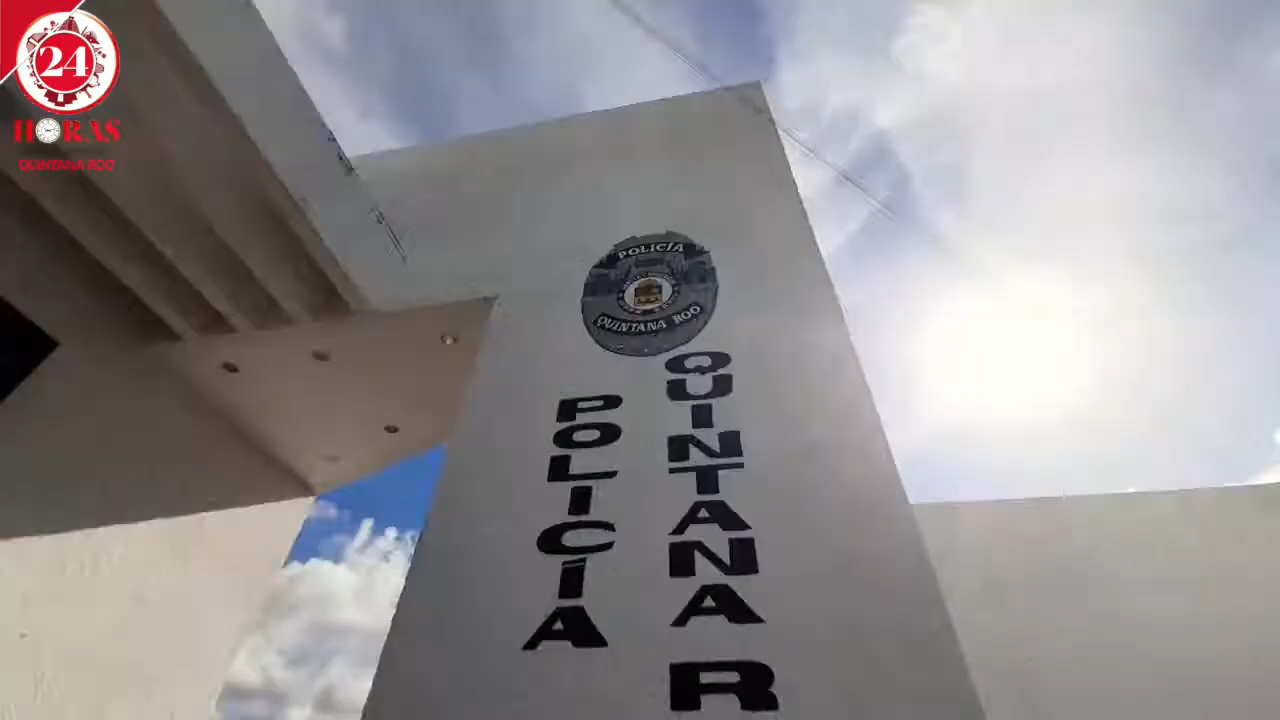 24
HORAS
QUINTANA ROO
POLICÍA
QUINTANA ROO
POLICÍA
QUINTANA R